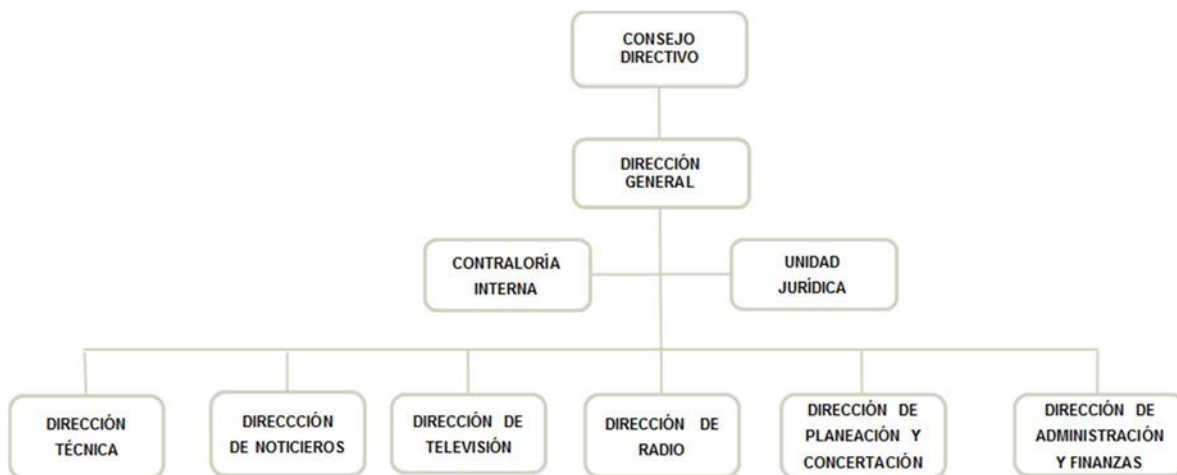 CONSEJO
DIRECTIVO
DIRECCIÓN
GENERAL
CONTRALORÍA
INTERNA
UNIDAD
JURÍDICA
DIRECCIÓN
TÉCNICA
DIRECCCIÓN
DE NOTICIEROS
DIRECCIÓN DE
TELEVISIÓN
DIRECCIÓN DE
RADIO
DIRECCIÓN DE
PLANEACIÓN Y
CONCERTACIÓN
DIRECCIÓN DE
ADMINISTRACIÓN
Y FINANZAS